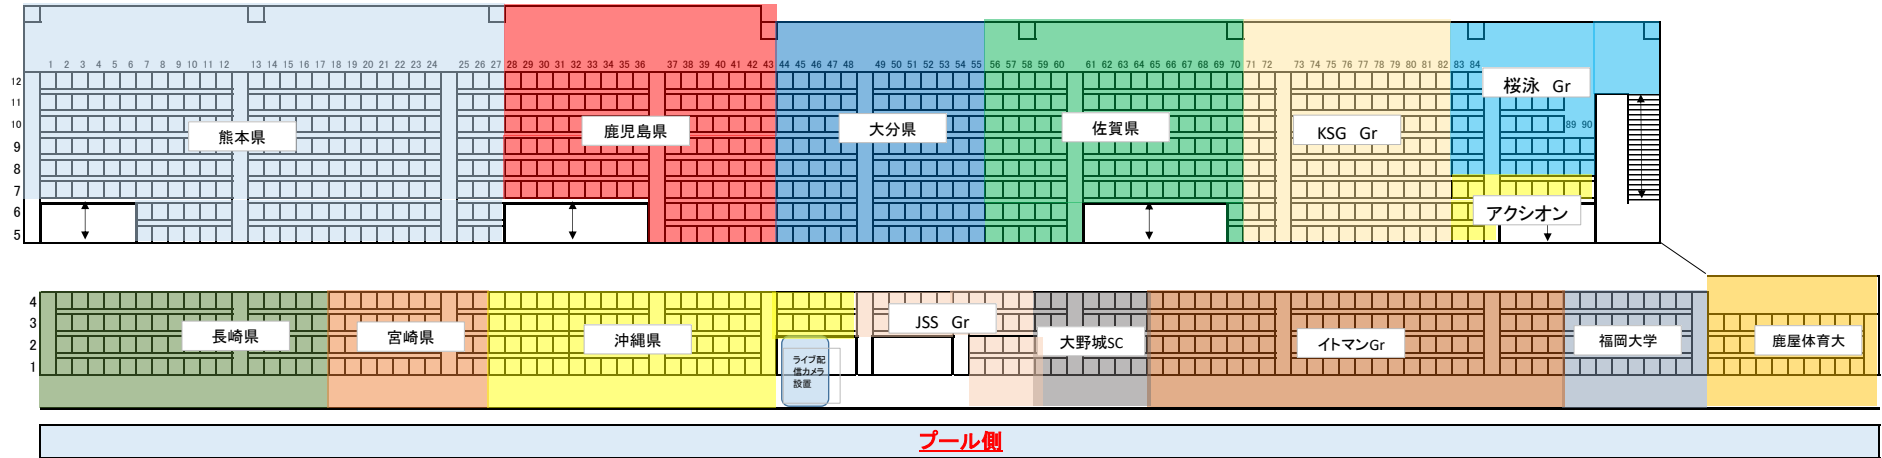 1 2 3 4 5 6 7 8 9 10 11 12 13 14 15 16 17 18 19 20 21 22 23 24 25 26 27 28 29 30 31 32 33 34 35 36 37 38 39 40 41 42 43 44 45 46 47 48 49 50 51 52 53 54 55 56 57 58 59 60 61 62 63 64 65 66 67 68 69 70 71 72 73 74 75 76 77 78 79 80 81 82 83 84
12
桜泳 Gr
11
10
熊本県 鹿児島県 大分県 佐賀県 KSG Gr 89 90
9
8
7
6
アクシオン
5
4
3
長崎県 宮崎県 沖縄県 JSS Gr 大野城SC イトマンGr 福岡大学 鹿屋体育大
2
1
ライブ配
信カメラ
設置
プール側